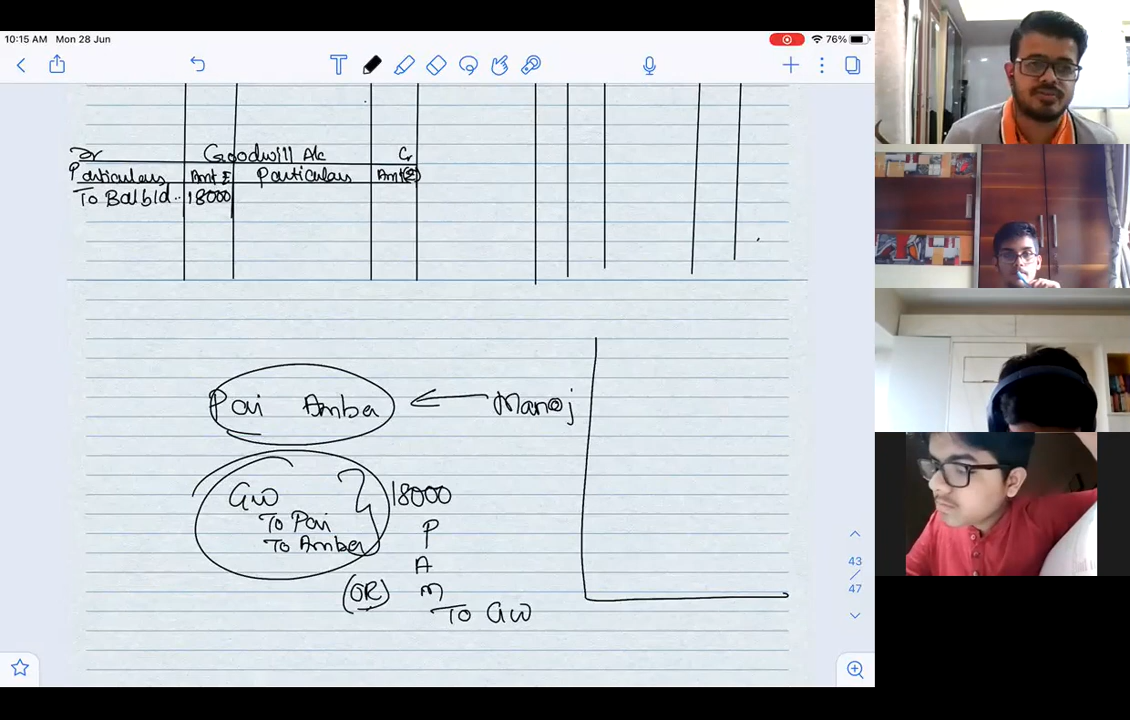 10:15 AM Mon 28 Jun 76%
Dr Goodwill A/c Cr
Particulars Amt ₹ Particulars Amt(₹)
To Bal b/d.. 18000
Pai Amba ← Manoj
GW 18000
To Pai P
To Amba A
(OR) M
To GW
43
/
47